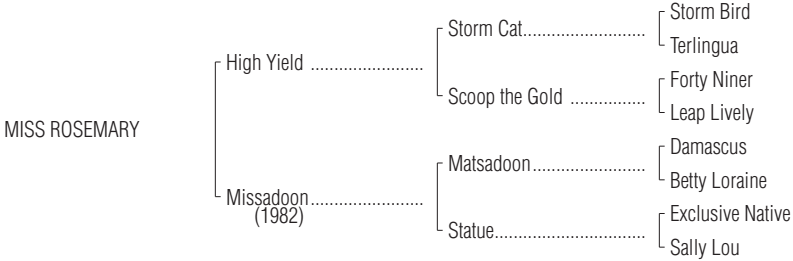 Storm Bird
Storm Cat.........................
Terlingua
High Yield .......................
Forty Niner
Scoop the Gold ................
Leap Lively
MISS ROSEMARY
Damascus
Matsadoon.......................
Betty Loraine
Missadoon.......................
(1982)
Exclusive Native
Statue...............................
Sally Lou